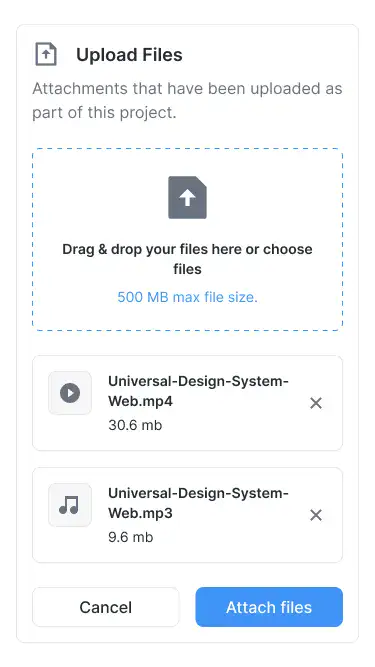 Upload Files
Attachments that have been uploaded as
part of this project.
Drag & drop your files here or choose
files
500 MB max file size.
Universal-Design-System-
Web.mp4
30.6 mb
Universal-Design-System-
Web.mp3
9.6 mb
Cancel
Attach files